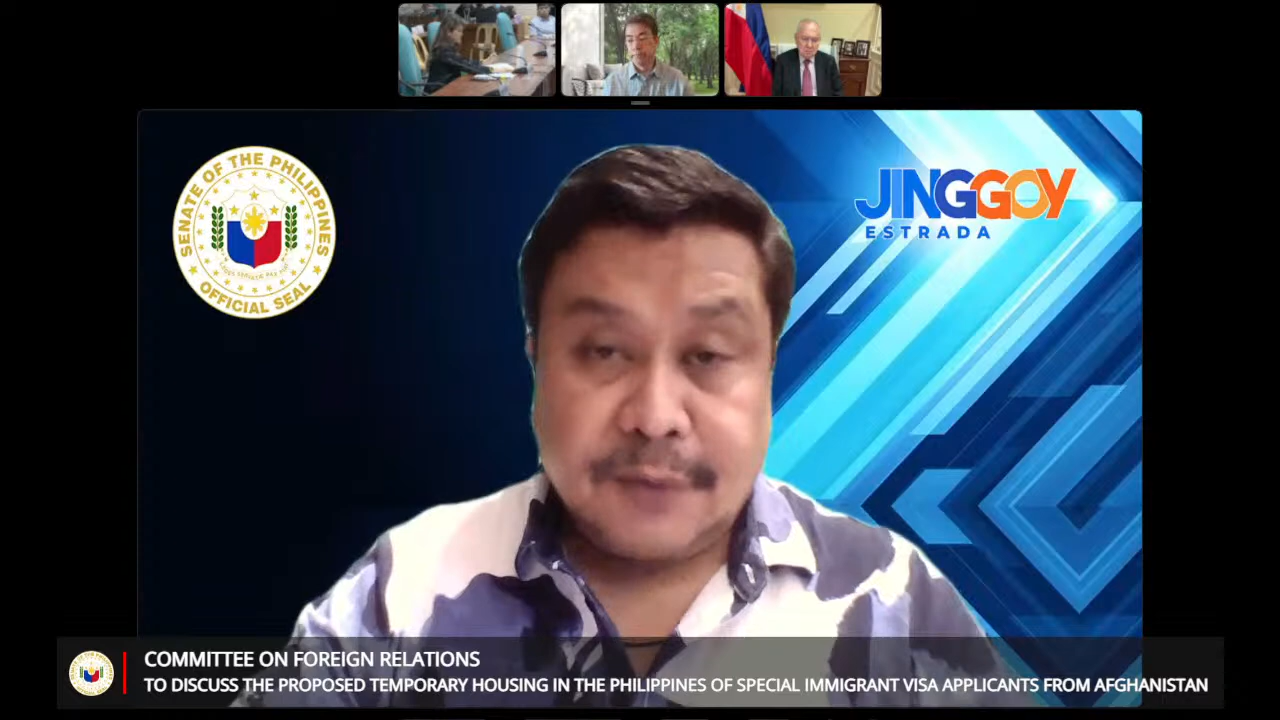 SENATE OF THE PHILIPPINES
OFFICIAL SEAL
JINGGOY
ESTRADA
COMMITTEE ON FOREIGN RELATIONS
TO DISCUSS THE PROPOSED TEMPORARY HOUSING IN THE PHILIPPINES OF SPECIAL IMMIGRANT VISA APPLICANTS FROM AFGHANISTAN